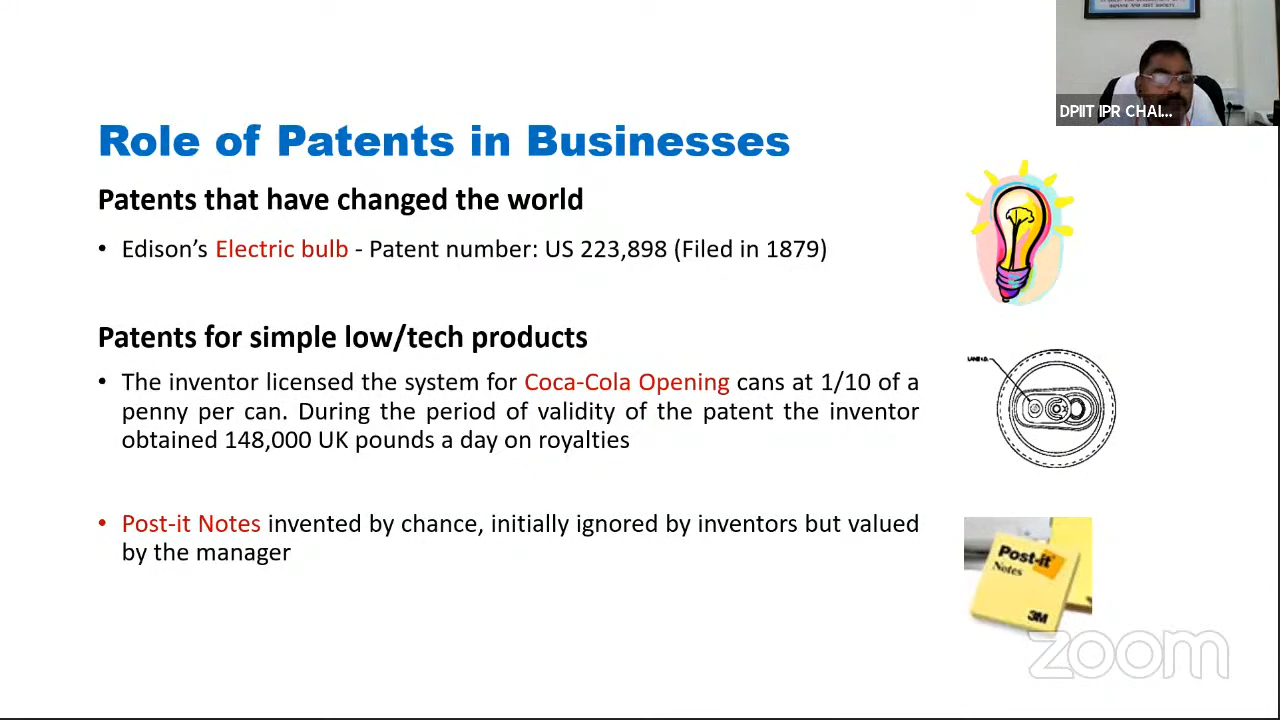 DPIIT IPR CHAI...
Role of Patents in Businesses
Patents that have changed the world
• Edison’s Electric bulb - Patent number: US 223,898 (Filed in 1879)
Patents for simple low/tech products
• The inventor licensed the system for Coca-Cola Opening cans at 1/10 of a
penny per can. During the period of validity of the patent the inventor
obtained 148,000 UK pounds a day on royalties
• Post-it Notes invented by chance, initially ignored by inventors but valued
by the manager
Post-it
Notes
3M
zoom